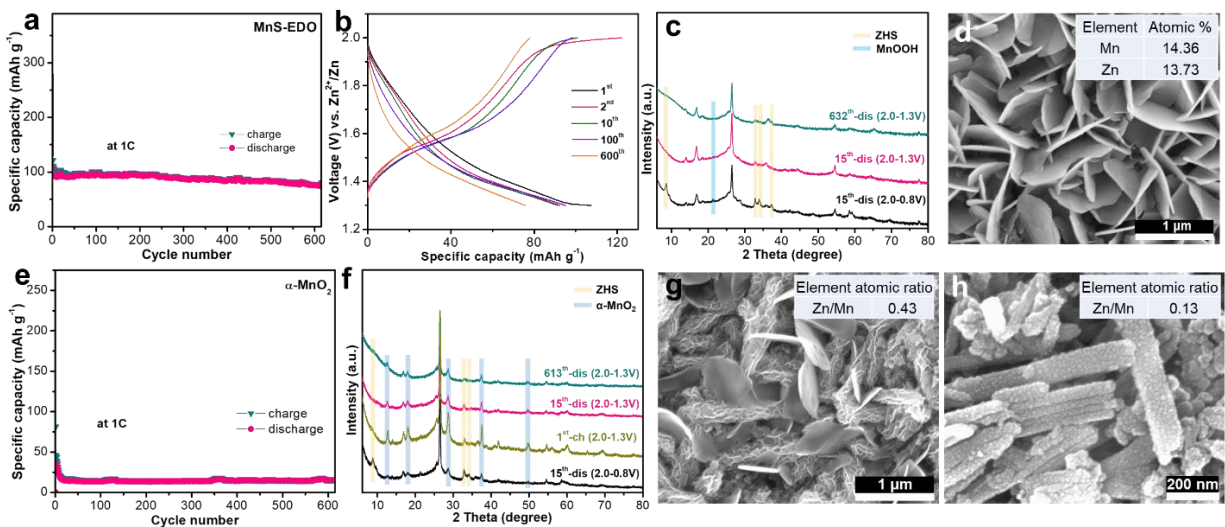 a
MnS-EDO
350
300
250
200
150
100
50
0
at 1C
charge
discharge
0 100 200 300 400 500 600
Cycle number
Specific capacity (mAh g⁻¹)
b
2.0
1.8
1.6
1.4
1.2
1ˢᵗ
2ⁿᵈ
10ᵗʰ
100ᵗʰ
600ᵗʰ
0 20 40 60 80 100 120
Specific capacity (mAh g⁻¹)
Voltage (V) vs. Zn²⁺/Zn
c
ZHS
MnOOH
632ᵗʰ-dis (2.0-1.3V)
15ᵗʰ-dis (2.0-1.3V)
15ᵗʰ-dis (2.0-0.8V)
10 20 30 40 50 60 70 80
2 Theta (degree)
Intensity (a.u.)
d
Element Atomic %
Mn 14.36
Zn 13.73
1 µm
e
α-MnO₂
250
200
150
100
75
50
25
0
at 1C
charge
discharge
0 100 200 300 400 500 600
Cycle number
Specific capacity (mAh g⁻¹)
f
ZHS
α-MnO₂
613ᵗʰ-dis (2.0-1.3V)
15ᵗʰ-dis (2.0-1.3V)
1ˢᵗ-ch (2.0-1.3V)
15ᵗʰ-dis (2.0-0.8V)
10 20 30 40 50 60 70 80
2 Theta (degree)
Intensity (a.u.)
g
Element atomic ratio
Zn/Mn 0.43
1 µm
h
Element atomic ratio
Zn/Mn 0.13
200 nm